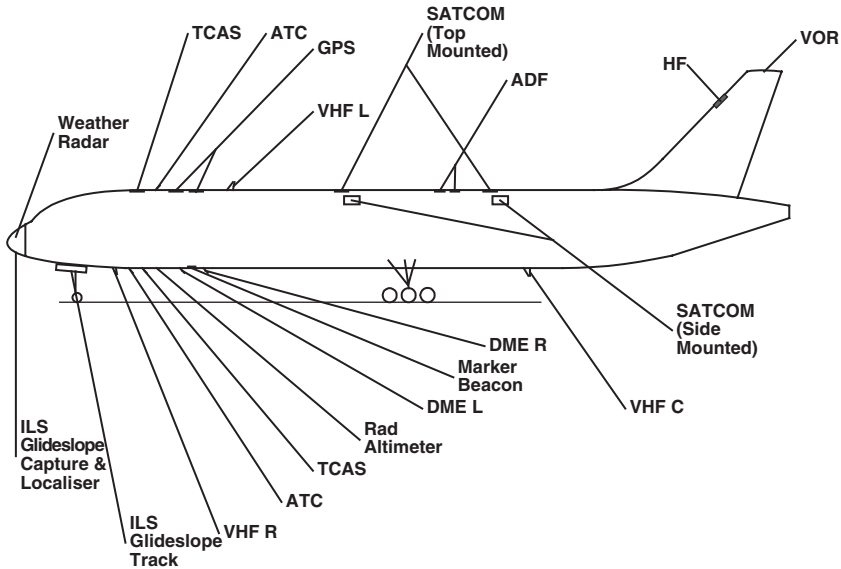 TCAS
ATC
GPS
VHF L
SATCOM
(Top
Mounted)
ADF
HF
VOR
Weather
Radar
SATCOM
(Side
Mounted)
DME R
Marker
Beacon
DME L
VHF C
Rad
Altimeter
TCAS
ATC
VHF R
ILS
Glideslope
Capture &
Localiser
ILS
Glideslope
Track